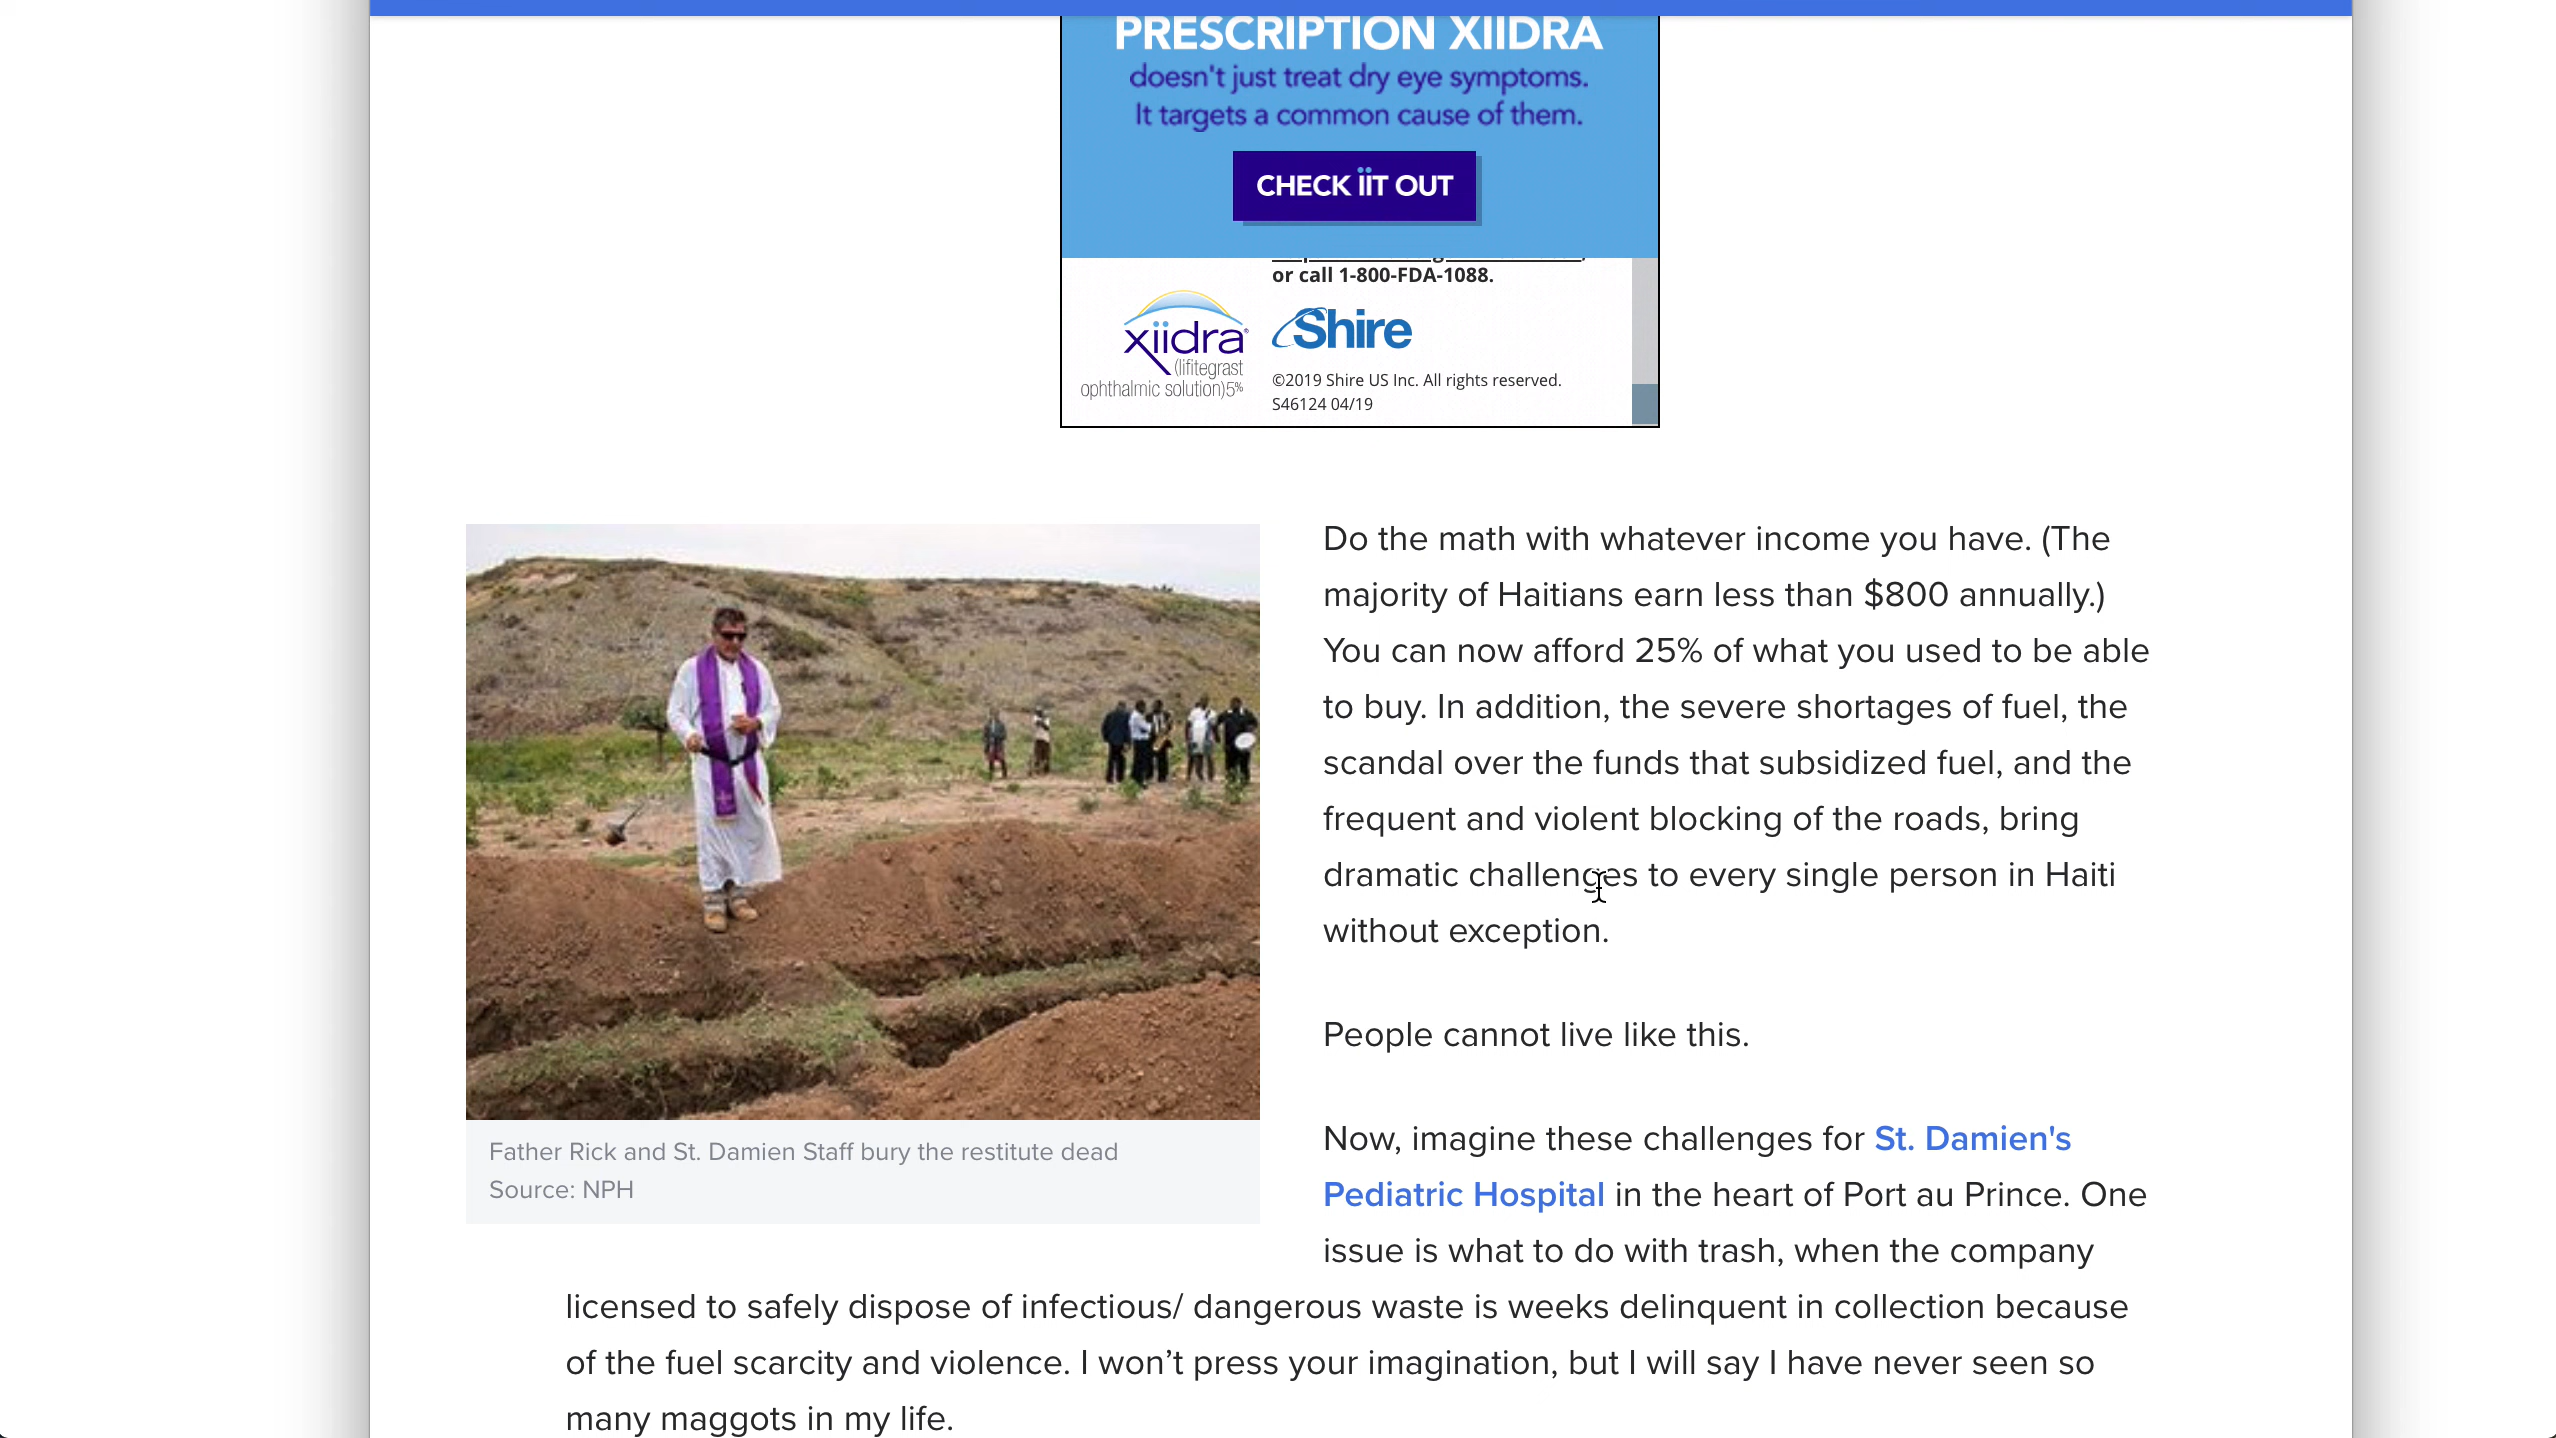 PRESCRIPTION XIIDRA
doesn't just treat dry eye symptoms.
It targets a common cause of them.
CHECK iiT OUT
or call 1-800-FDA-1088.
xiidra®
(lifitegrast
ophthalmic solution)5%
Shire
©2019 Shire US Inc. All rights reserved.
S46124 04/19
Father Rick and St. Damien Staff bury the restitute dead
Source: NPH
Do the math with whatever income you have. (The
majority of Haitians earn less than $800 annually.)
You can now afford 25% of what you used to be able
to buy. In addition, the severe shortages of fuel, the
scandal over the funds that subsidized fuel, and the
frequent and violent blocking of the roads, bring
dramatic challenges to every single person in Haiti
without exception.
People cannot live like this.
Now, imagine these challenges for St. Damien's
Pediatric Hospital in the heart of Port au Prince. One
issue is what to do with trash, when the company
licensed to safely dispose of infectious/ dangerous waste is weeks delinquent in collection because
of the fuel scarcity and violence. I won’t press your imagination, but I will say I have never seen so
many maggots in my life.